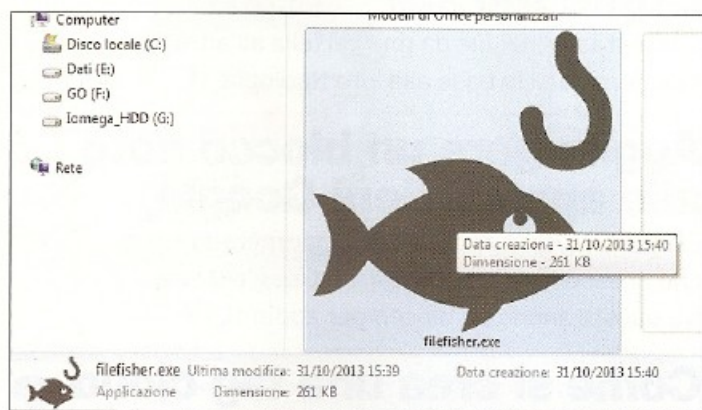 Computer
Modelli di Office personalizzati
Disco locale (C:)
Dati (E:)
GO (F:)
Iomega_HDD (G:)
Rete
Data creazione - 31/10/2013 15:40
Dimensione - 261 KB
filefisher.exe
filefisher.exe Ultima modifica: 31/10/2013 15:39 Data creazione: 31/10/2013 15:40
Applicazione Dimensione: 261 KB